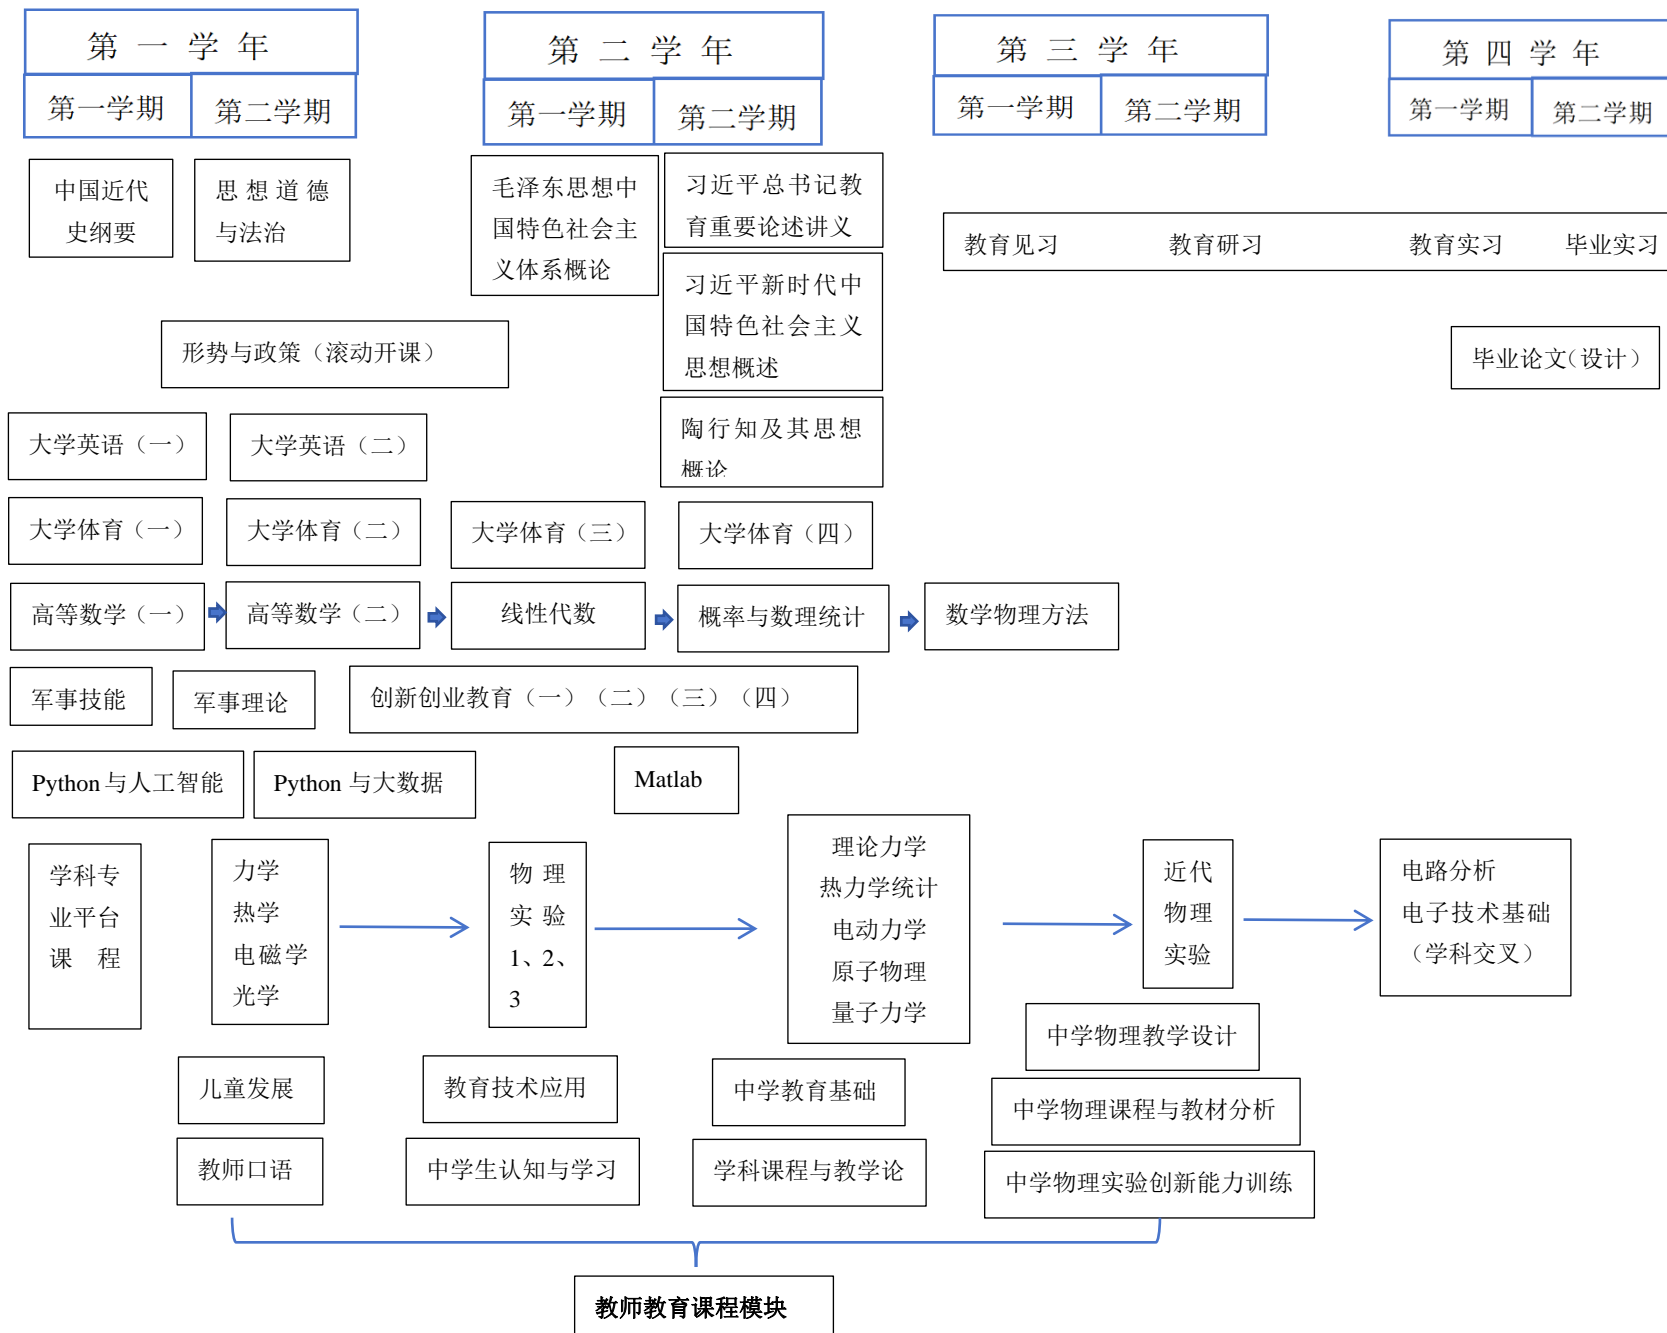 第一学年
第二学年
第三学年
第四学年
第一学期
第二学期
第一学期
第二学期
第一学期
第二学期
第一学期
第二学期
中国近代
史纲要
思想道德
与法治
毛泽东思想中
国特色社会主
义体系概论
习近平总书记教
育重要论述讲义
习近平新时代中
国特色社会主义
思想概述
教育见习
教育研习
教育实习
毕业实习
形势与政策（滚动开课）
毕业论文（设计）
陶行知及其思想
概论
大学英语（一）
大学英语（二）
大学体育（一）
大学体育（二）
大学体育（三）
大学体育（四）
高等数学（一）
高等数学（二）
线性代数
概率与数理统计
数学物理方法
军事技能
军事理论
创新创业教育（一）（二）（三）（四）
Python与人工智能
Python 与大数据
Matlab
学科专
业平台
课程
力学
热学
电磁学
光学
物理
实验
1、2、
3
理论力学
热力学统计
电动力学
原子物理
量子力学
近代
物理
实验
电路分析
电子技术基础
（学科交叉）
中学物理教学设计
儿童发展
教育技术应用
中学教育基础
中学物理课程与教材分析
教师口语
中学生认知与学习
学科课程与教学论
中学物理实验创新能力训练
教师教育课程模块